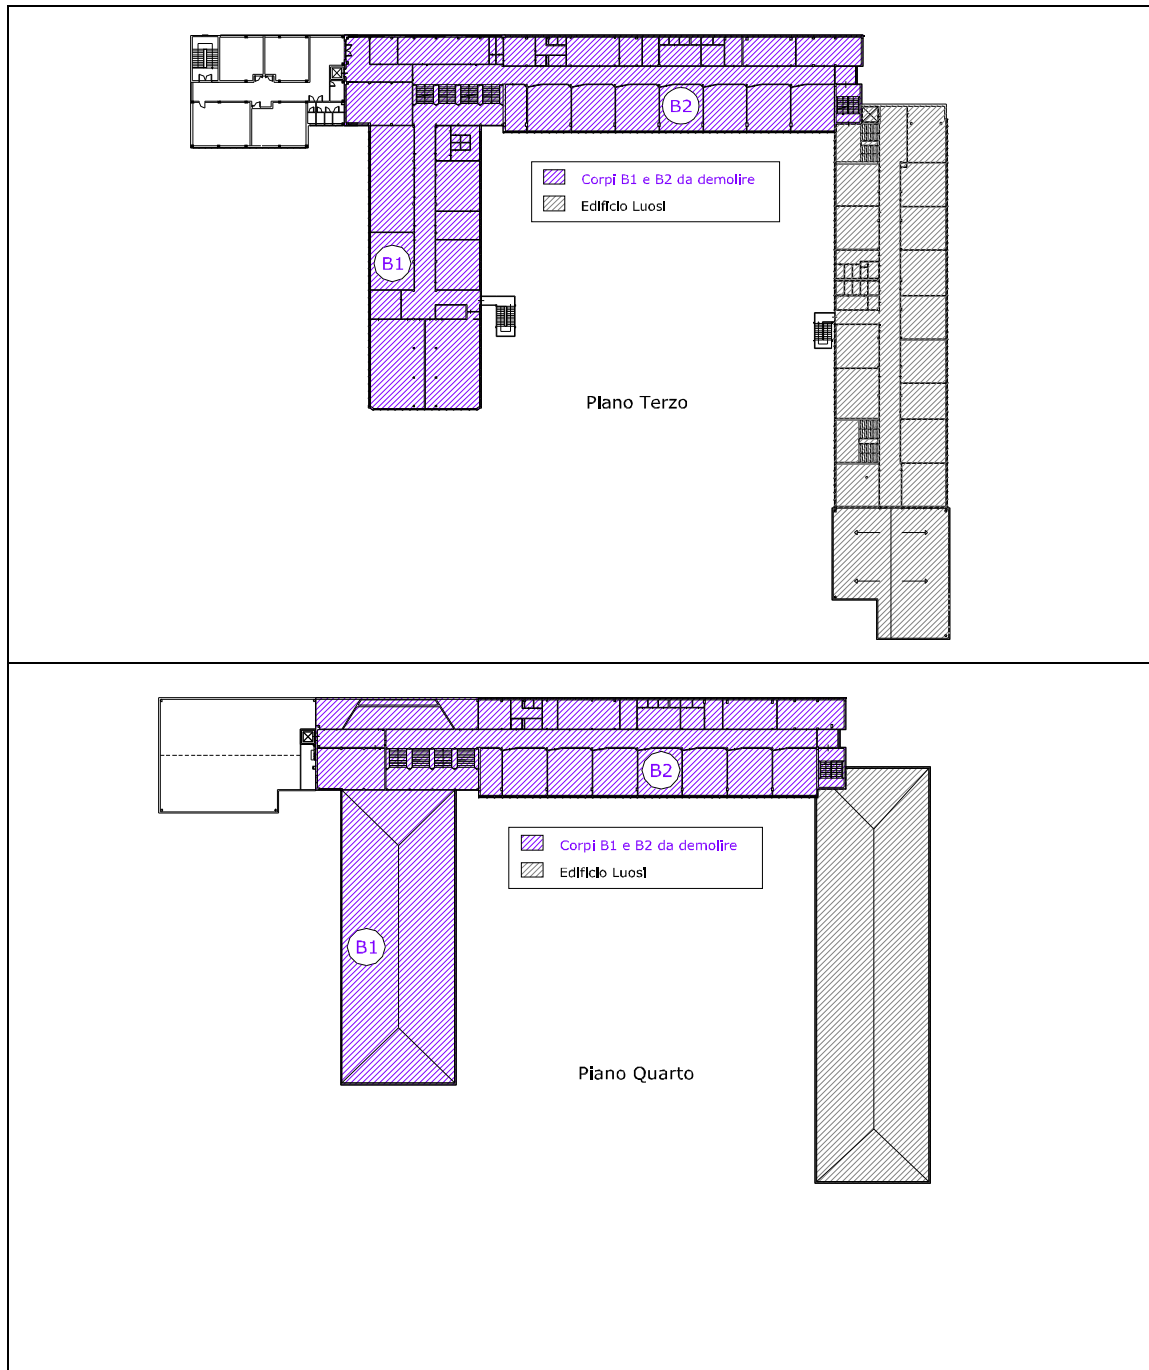 B2
Corpi B1 e B2 da demolire
Edificio Luosi
B1
Piano Terzo
B2
Corpi B1 e B2 da demolire
Edificio Luosi
B1
Piano Quarto